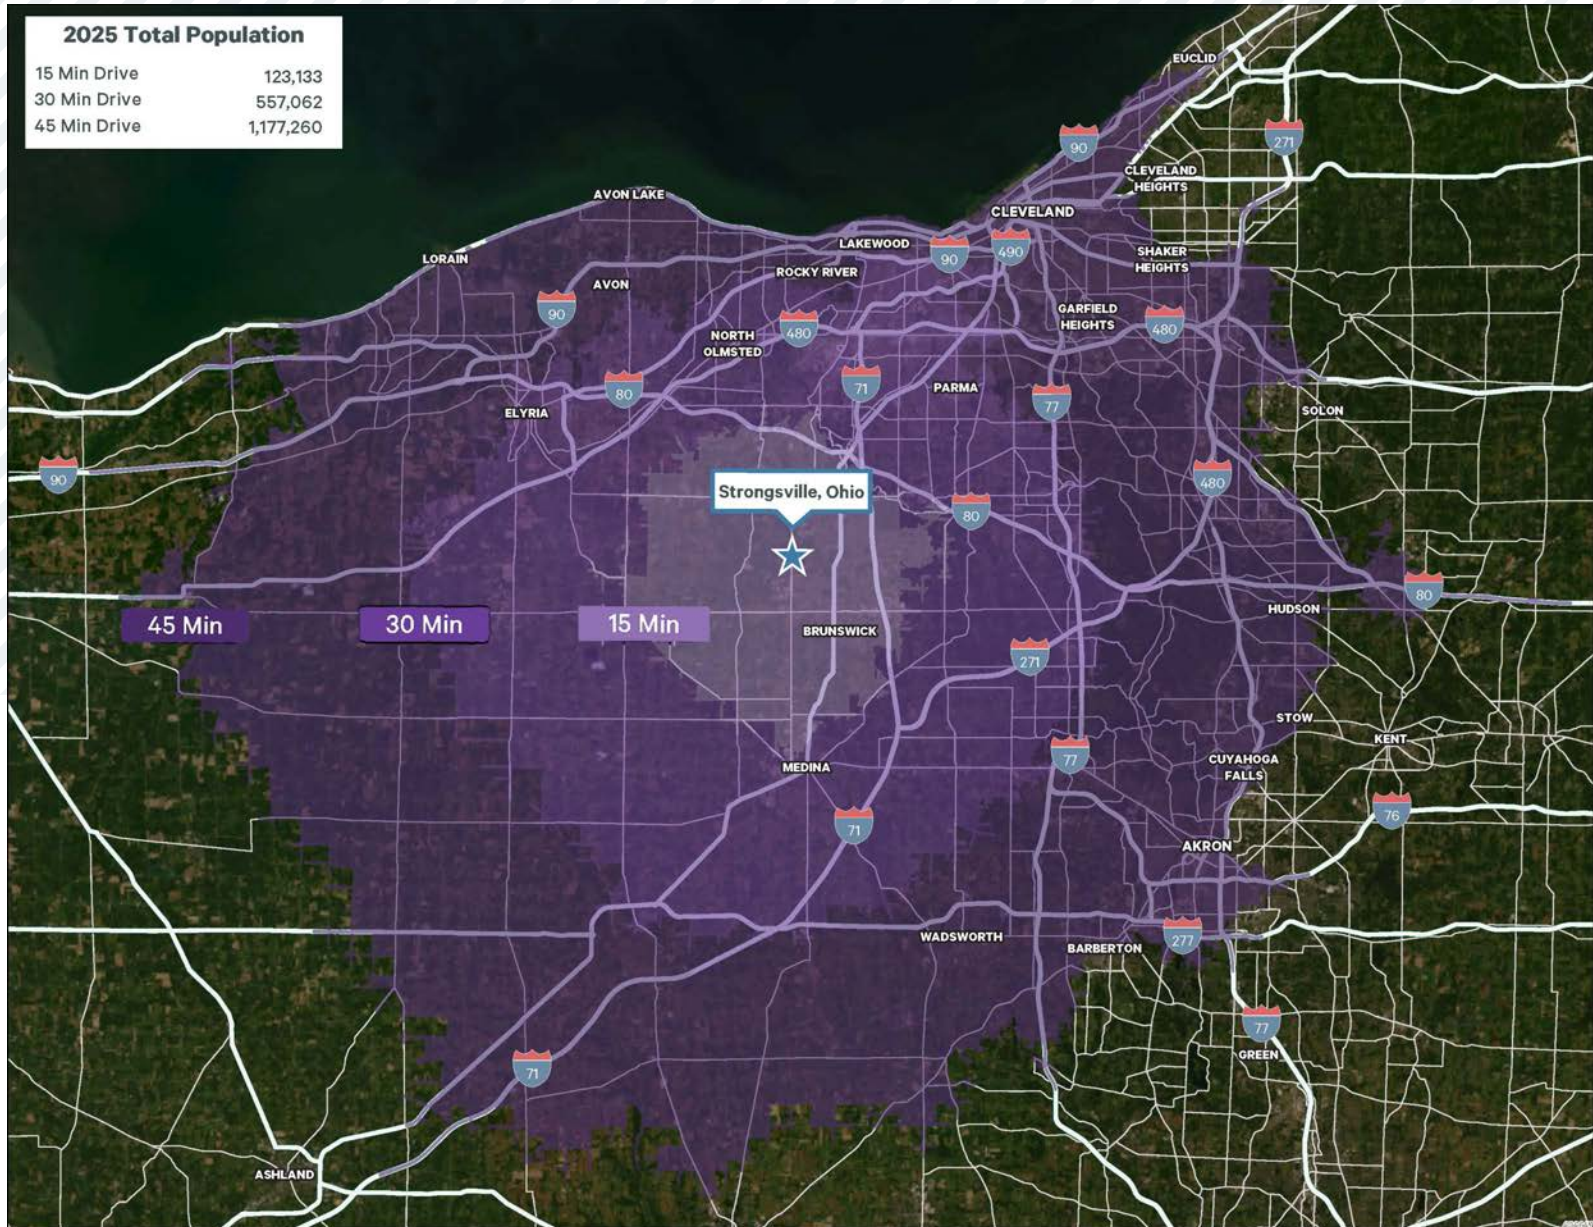 2025 Total Population
15 Min Drive 123,133
30 Min Drive 557,062
45 Min Drive 1,177,260
EUCLID
90
271
CLEVELAND
HEIGHTS
AVON LAKE
CLEVELAND
LAKEWOOD
90
490
SHAKER
HEIGHTS
LORAIN
ROCKY RIVER
AVON
90
GARFIELD
HEIGHTS
480
480
NORTH
OLMSTED
80
71
PARMA
77
ELYRIA
SOLON
90
480
Strongsville, Ohio
80
80
HUDSON
45 Min
30 Min
15 Min
BRUNSWICK
271
STOW
KENT
77
CUYAHOGA
FALLS
MEDINA
71
76
AKRON
WADSWORTH
BARBERTON
277
77
GREEN
71
ASHLAND